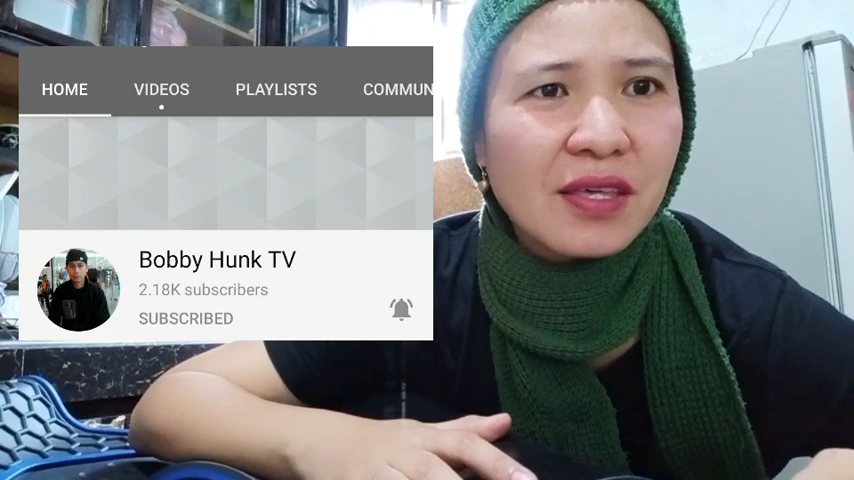 HOME VIDEOS PLAYLISTS COMMUN
Bobby Hunk TV
2.18K subscribers
SUBSCRIBED